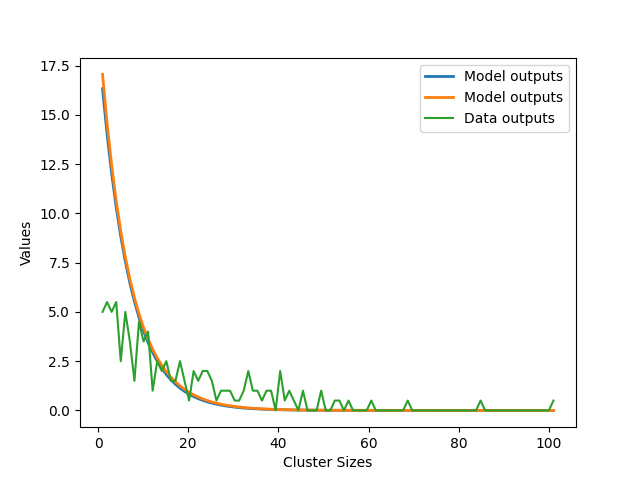 17.5
15.0
12.5
10.0
7.5
5.0
2.5
0.0
Values
0 20 40 60 80 100
Cluster Sizes
Model outputs
Model outputs
Data outputs